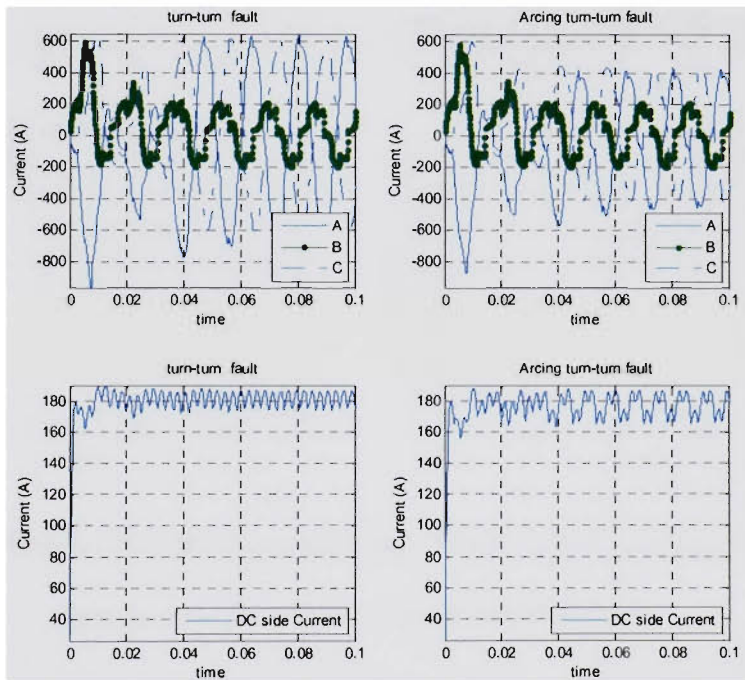 turn-turn fault
600
400
200
0
-200
-400
-600
-800
Current (A)
A
B
C
0
0.02
0.04
0.06
0.08
0.1
time
Arcing turn-turn fault
600
400
200
0
-200
-400
-600
-800
Current (A)
A
B
C
0
0.02
0.04
0.06
0.08
0.1
time
turn-turn fault
180
160
140
120
100
80
60
40
Current (A)
DC side Current
0
0.02
0.04
0.06
0.08
0.1
time
Arcing turn-turn fault
180
160
140
120
100
80
60
40
Current (A)
DC side Current
0
0.02
0.04
0.06
0.08
0.1
time